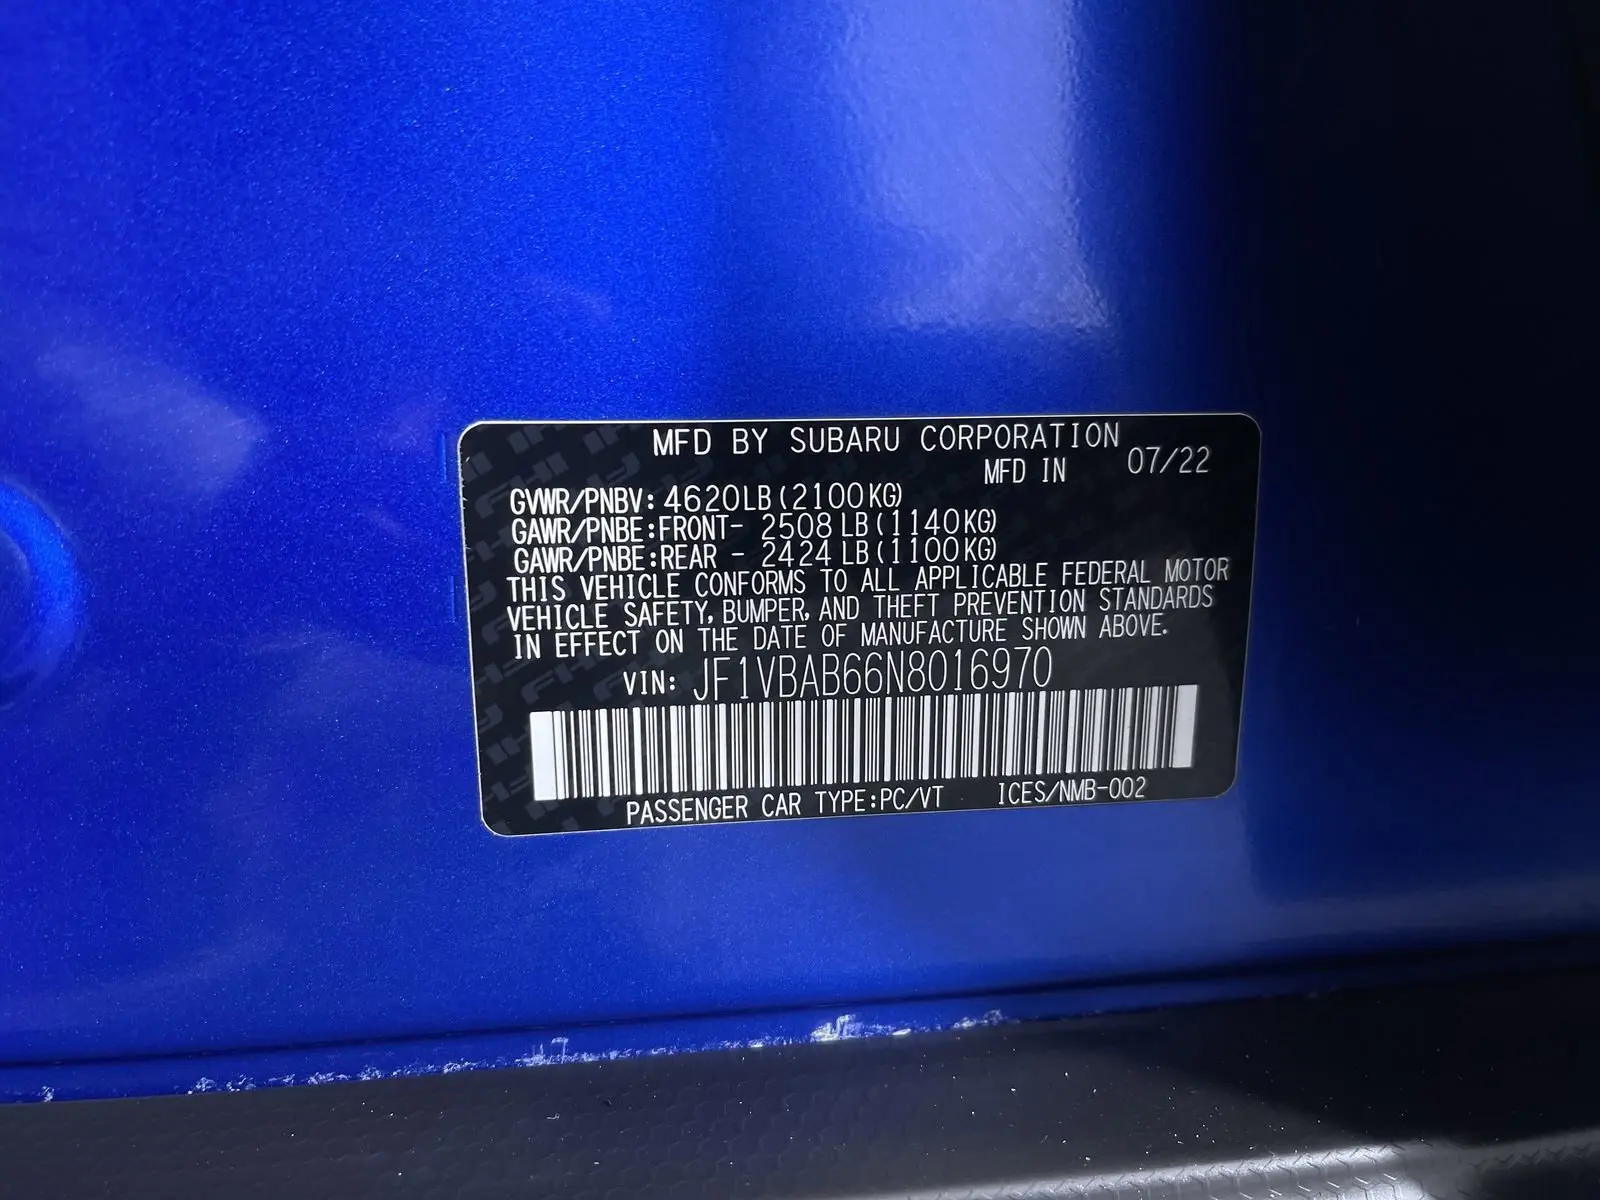 MFD BY SUBARU CORPORATION
MFD IN 07/22
GVWR/PNBV: 4620LB(2100KG)
GAWR/PNBE:FRONT- 2508 LB(1140KG)
GAWR/PNBE:REAR - 2424 LB(1100KG)
THIS VEHICLE CONFORMS TO ALL APPLICABLE FEDERAL MOTOR
VEHICLE SAFETY, BUMPER, AND THEFT PREVENTION STANDARDS
IN EFFECT ON THE DATE OF MANUFACTURE SHOWN ABOVE.
VIN: JF1VBAB66N8016970
PASSENGER CAR TYPE:PC/VT ICES/NMB-002